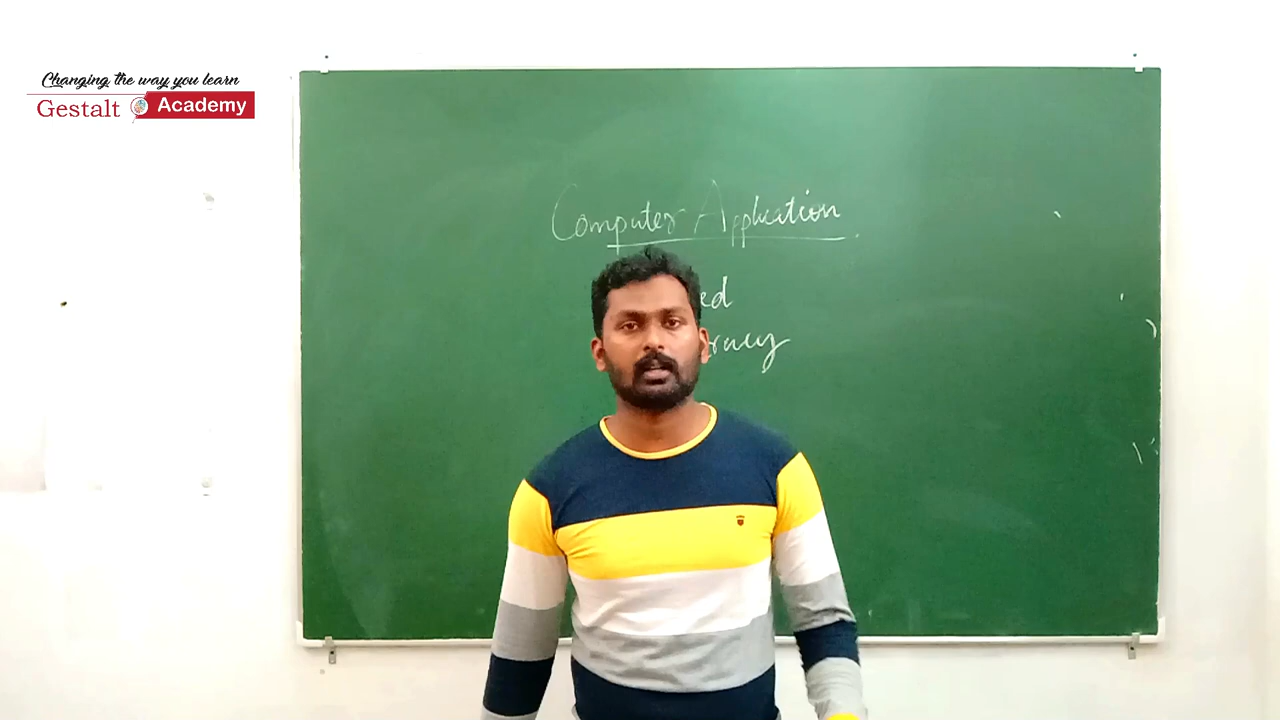 Changing the way you learn
Gestalt Academy
Computer Application